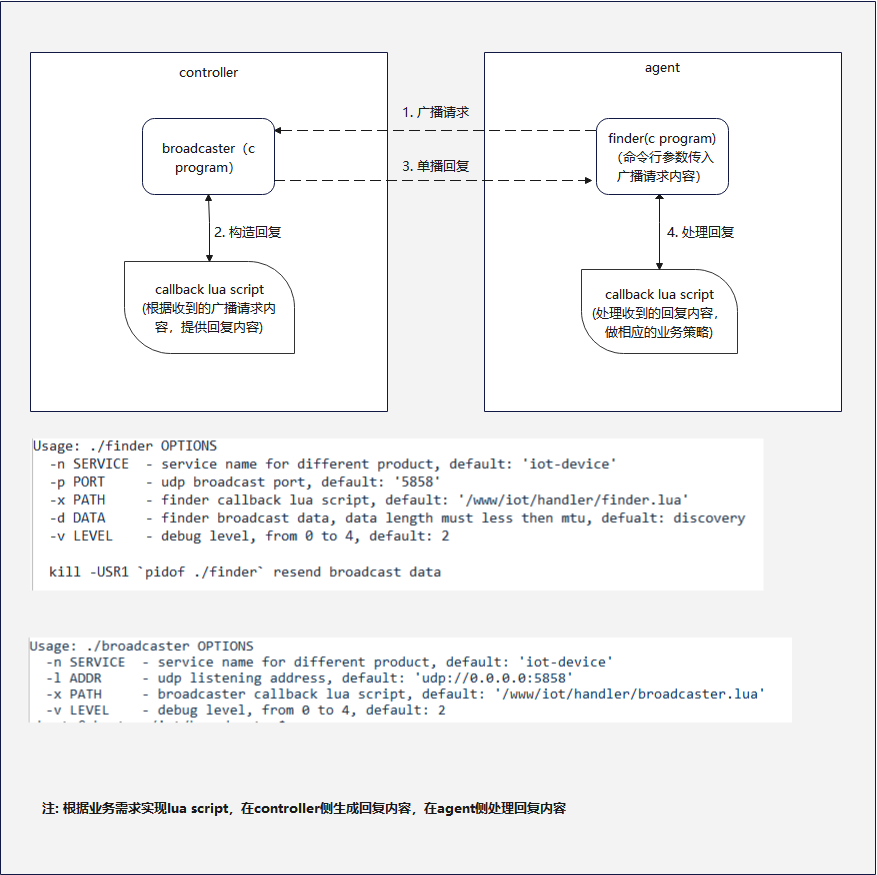 controller
agent
1. 广播请求
broadcaster（c
program）
finder(c program)
（命令行参数传入
广播请求内容）
3. 单播回复
2. 构造回复
4. 处理回复
callback lua script
(根据收到的广播请求内
容，提供回复内容)
callback lua script
(处理收到的回复内容，
做相应的业务策略)
Usage: ./finder OPTIONS
-n SERVICE  - service name for different product, default: 'iot-device'
-p PORT     - udp broadcast port, default: '5858'
-x PATH     - finder callback lua script, default: '/www/iot/handler/finder.lua'
-d DATA     - finder broadcast data, data length must less then mtu, defualt: discovery
-v LEVEL    - debug level, from 0 to 4, default: 2
kill -USR1 `pidof ./finder` resend broadcast data
Usage: ./broadcaster OPTIONS
-n SERVICE  - service name for different product, default: 'iot-device'
-l ADDR     - udp listening address, default: 'udp://0.0.0.0:5858'
-x PATH     - broadcaster callback lua script, default: '/www/iot/handler/broadcaster.lua'
-v LEVEL    - debug level, from 0 to 4, default: 2
注: 根据业务需求实现lua script，在controller侧生成回复内容，在agent侧处理回复内容